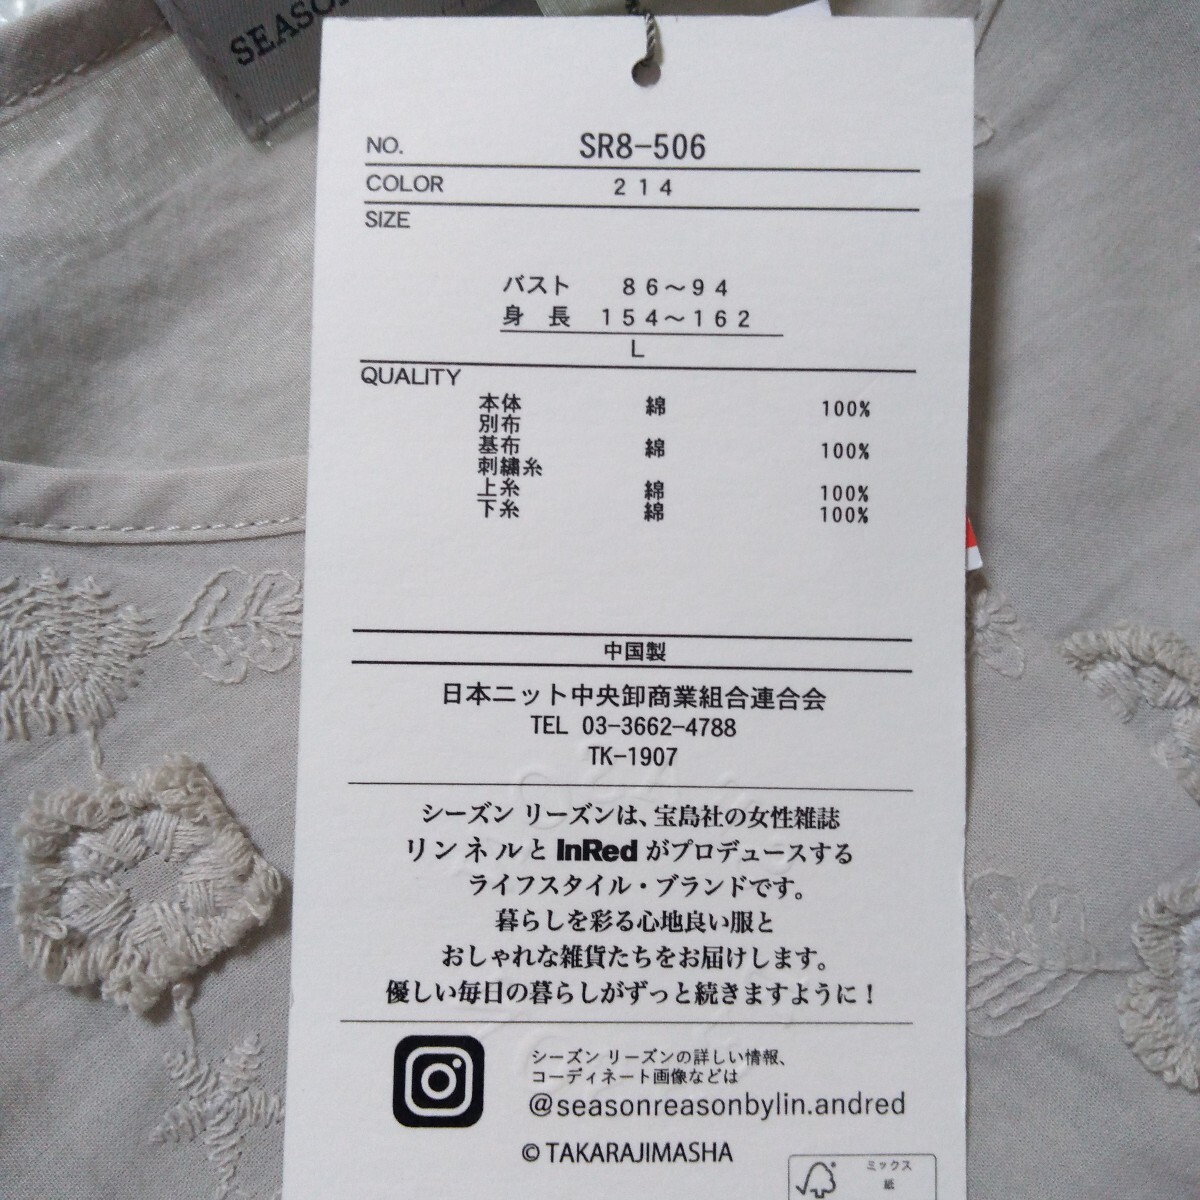 SEASO
NO. SR8-506
COLOR 214
SIZE
バスト 86～94
身 長 154～162
L
QUALITY
本体 綿 100%
別布
基布 綿 100%
刺繍糸
上糸 綿 100%
下糸 綿 100%
中国製
日本ニット中央卸商業組合連合会
TEL 03-3662-4788
TK-1907
シーズン リーズンは、宝島社の女性雑誌
リンネルと InRed がプロデュースする
ライフスタイル・ブランドです。
暮らしを彩る心地良い服と
おしゃれな雑貨たちをお届けします。
優しい毎日の暮らしがずっと続きますように！
シーズン リーズンの詳しい情報、
コーディネート画像などは
@seasonreasonbylin.andred
© TAKARAJIMASHA
ミックス
紙